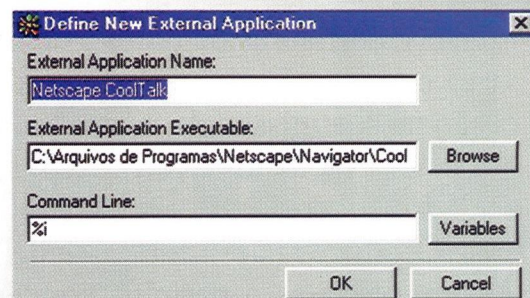 Define New External Application
External Application Name:
Netscape CoolTalk
External Application Executable:
C:\Arquivos de Programas\Netscape\Navigator\Cool
Browse
Command Line:
%i
Variables
OK
Cancel